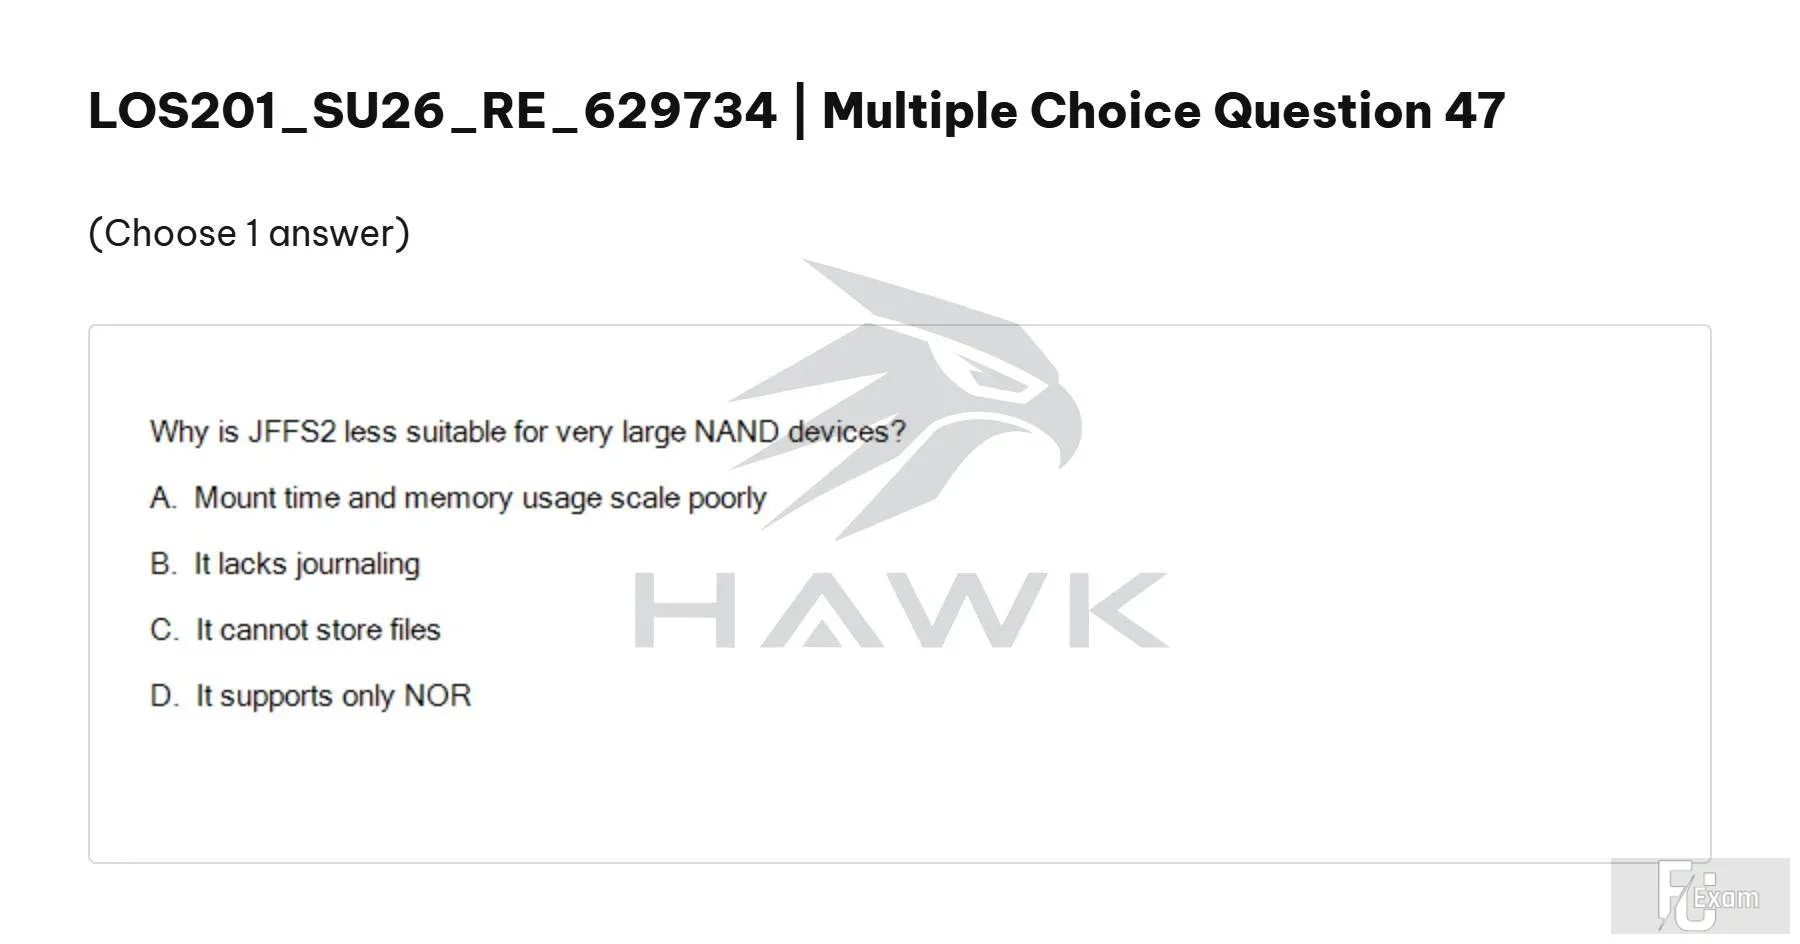 LOS201_SU26_RE_629734 | Multiple Choice Question 47
(Choose 1 answer)
Why is JFFS2 less suitable for very large NAND devices?
A. Mount time and memory usage scale poorly
B. It lacks journaling
C. It cannot store files
D. It supports only NOR
HAWK
FU Exam